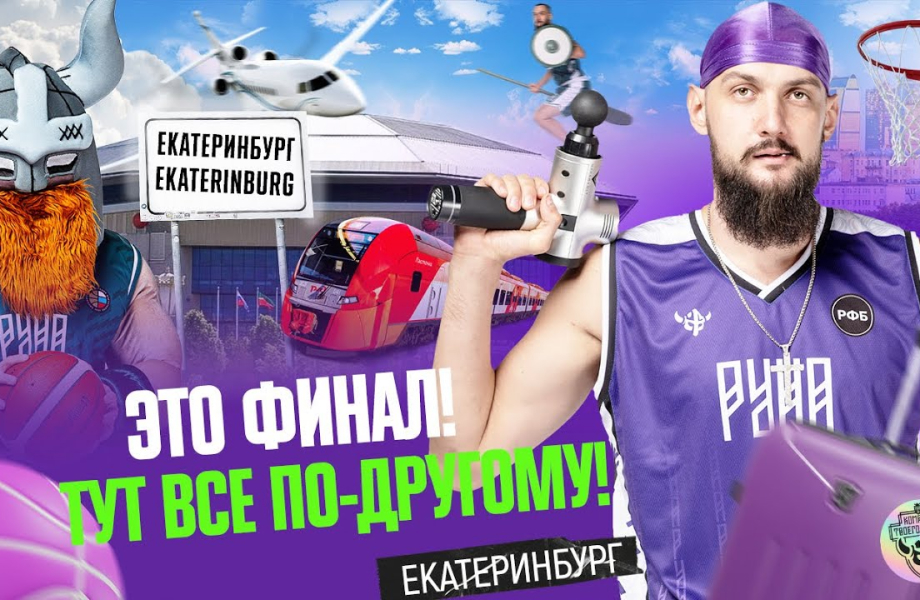 ЕКАТЕРИНБУРГ
EKATERINBURG
РФБ
РУНА
РУНА
ЭТО ФИНАЛ!
ТУТ ВСЕ ПО-ДРУГОМУ!
ЕКАТЕРИНБУРГ